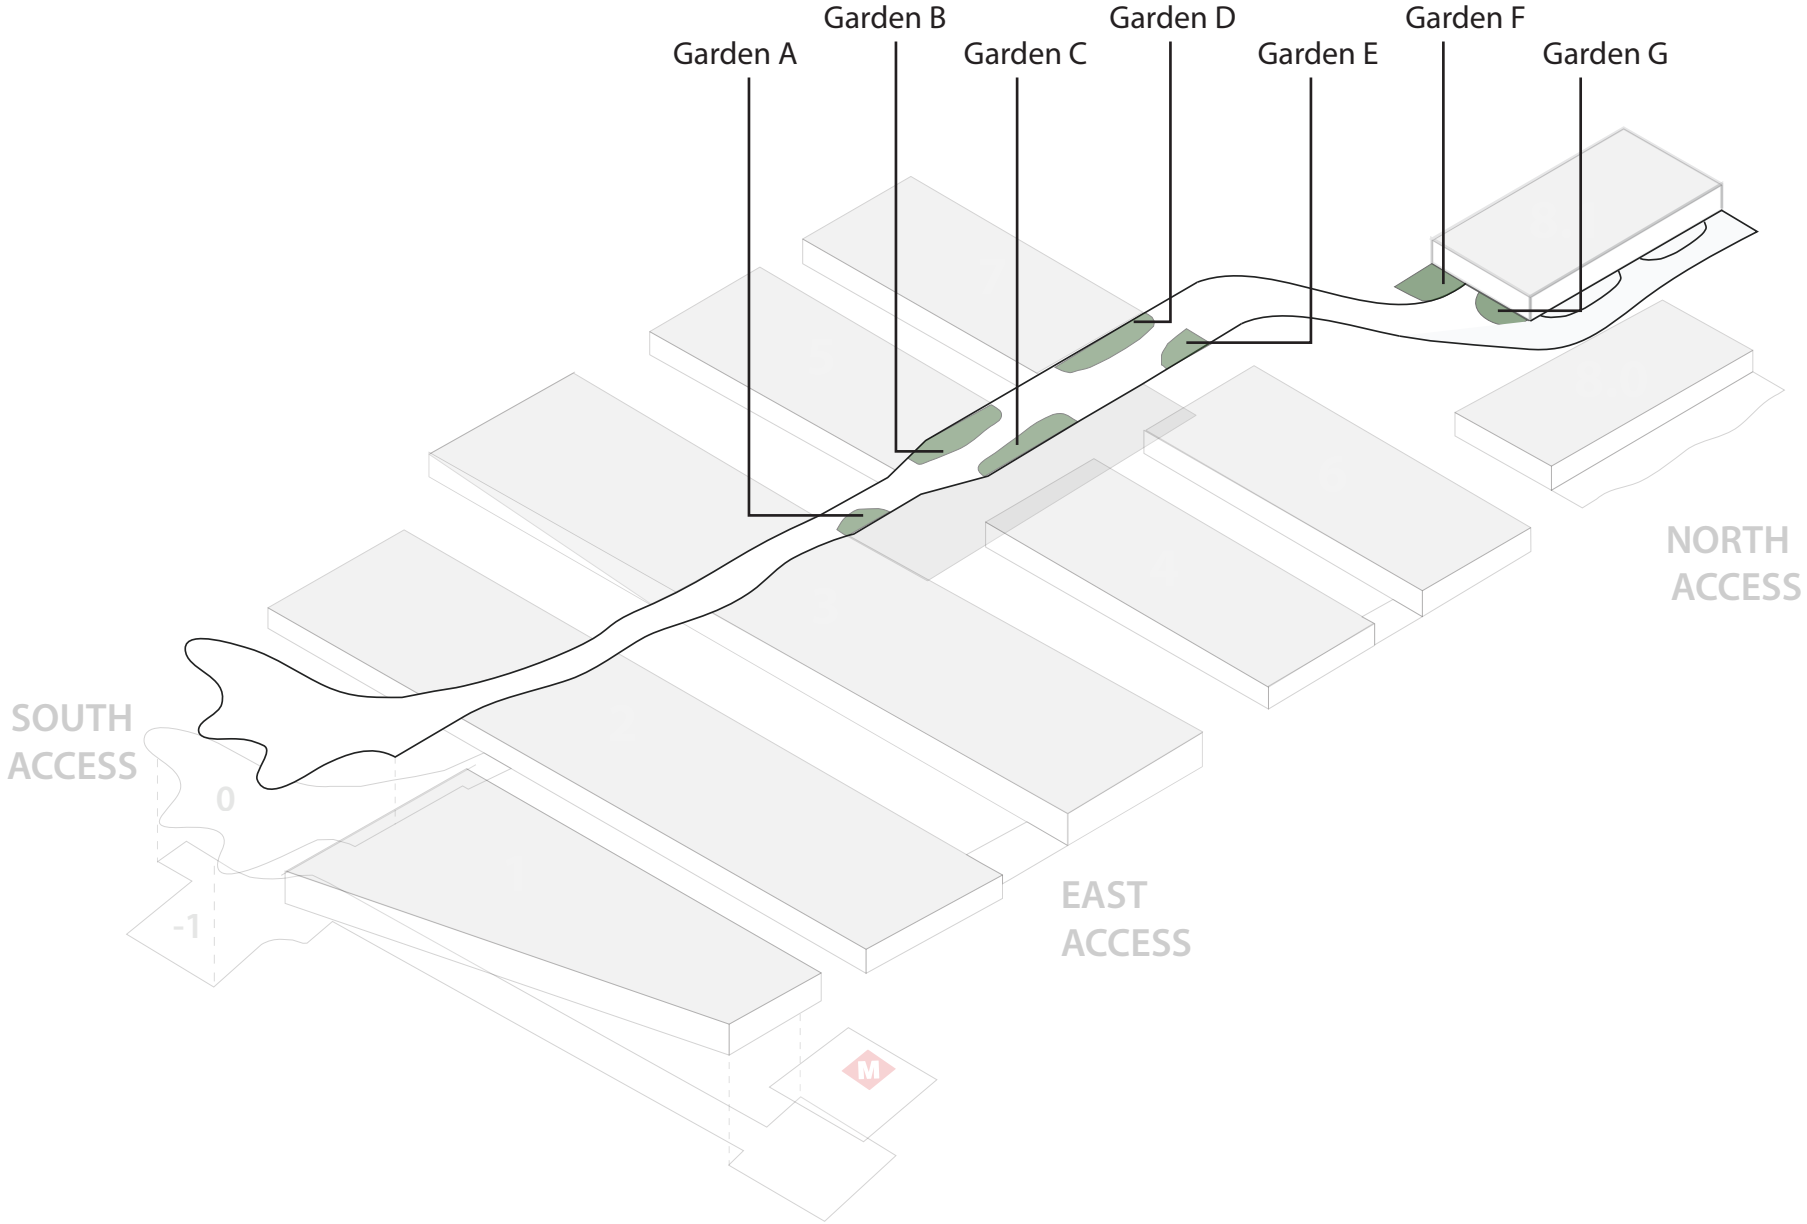 Garden B
Garden D
Garden F
Garden A
Garden C
Garden E
Garden G
NORTH
ACCESS
SOUTH
ACCESS
0
-1
EAST
ACCESS
M